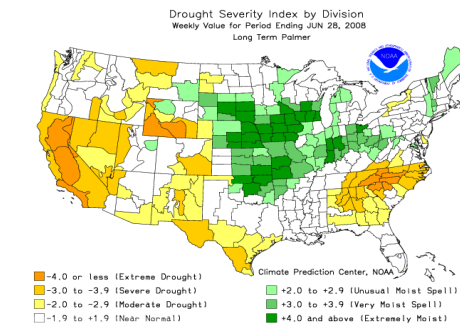 Drought Severity Index by Division
Weekly Value for Period Ending JUN 28, 2008
Long Term Palmer
NOAA
Climate Prediction Center, NOAA
-4.0 or less (Extreme Drought)
-3.0 to -3.9 (Severe Drought)
-2.0 to -2.9 (Moderate Drought)
-1.9 to +1.9 (Near Normal)
+2.0 to +2.9 (Unusual Moist Spell)
+3.0 to +3.9 (Very Moist Spell)
+4.0 and above (Extremely Moist)